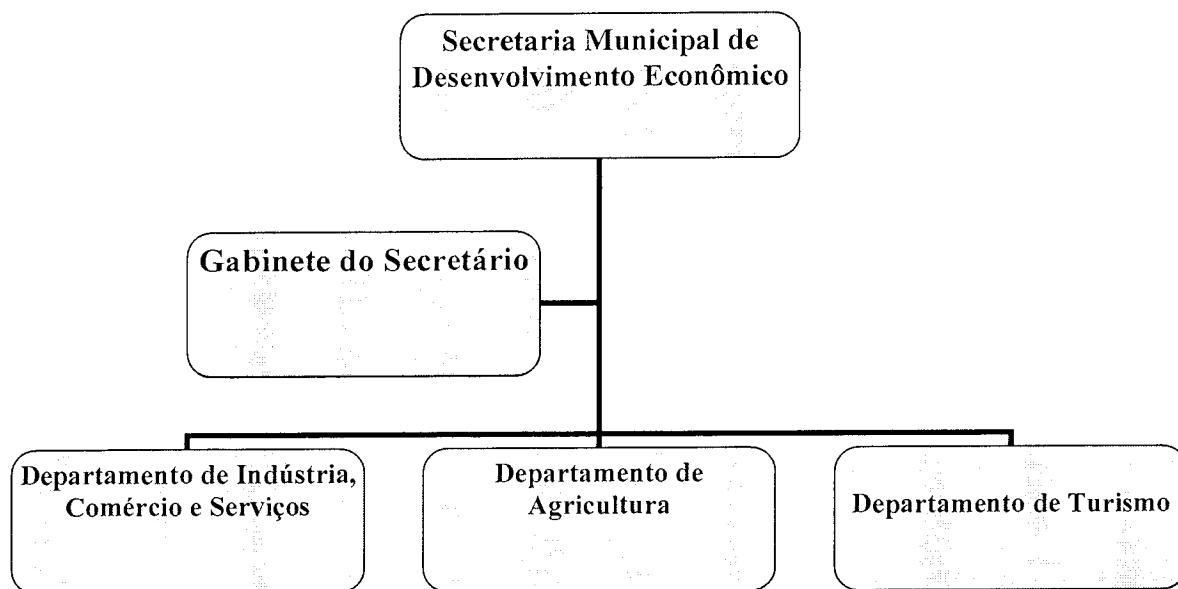 Secretaria Municipal de
Desenvolvimento Econômico
Gabinete do Secretário
Departamento de Indústria,
Comércio e Serviços
Departamento de
Agricultura
Departamento de Turismo